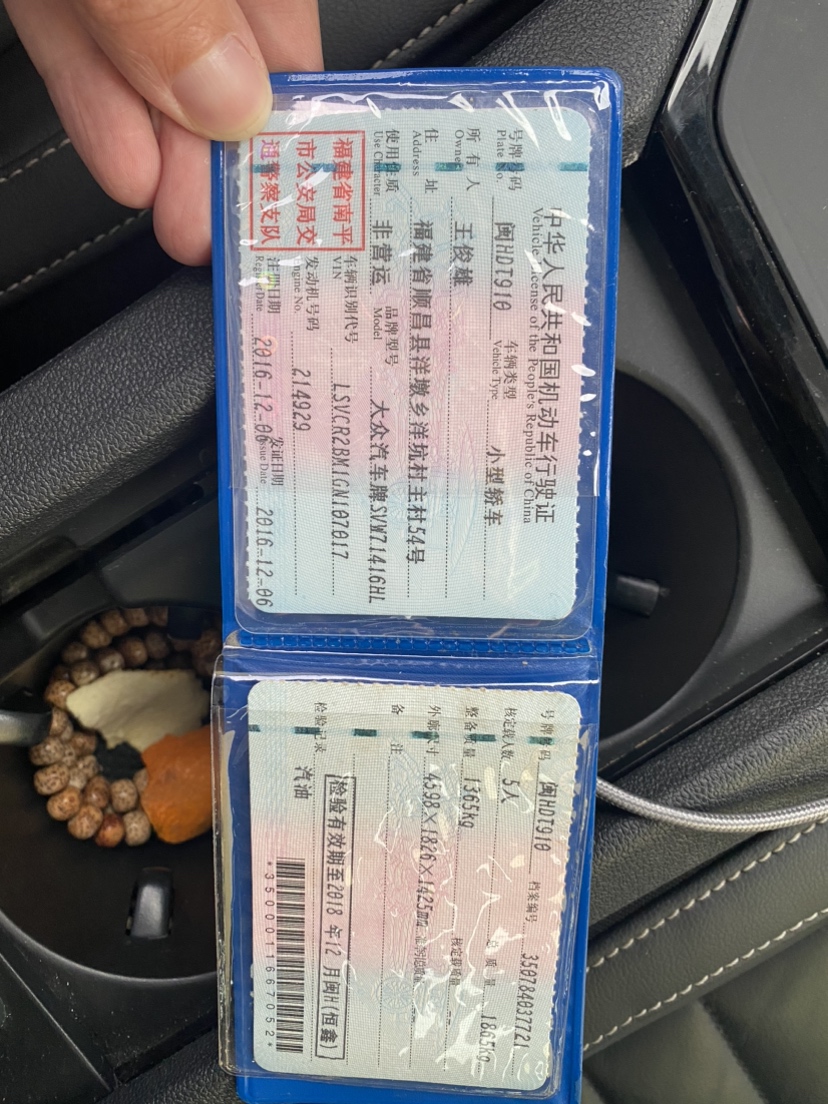 中华人民共和国机动车行驶证
Vehicle License of the People's Republic of China
号牌号码 Plate No. 闽HDT910 车辆类型 Vehicle Type 小型轿车
所有人 Owner 王俊雄
住址 Address 福建省顺昌县洋墩乡洋坑村主村54号
使用性质 Use Character 非营运 品牌型号 Model 大众汽车牌SVW71416HL
福建省南平
市公安局交
通警察支队
车辆识别代号 VIN LSVCR2BM1GN107017
发动机号码 Engine No. 214929
注册日期 Register Date 2016-12-06 发证日期 Issue Date 2016-12-06
号牌号码 闽HDT910 档案编号 350784037721
核定载人数 5人 总质量 1865kg
整备质量 1365kg 核定载质量 --
外廓尺寸 4598×1826×1425mm
备注
检验有效期至2018年12月闽H(恒鑫)
检验记录
汽油
*3500011667052*